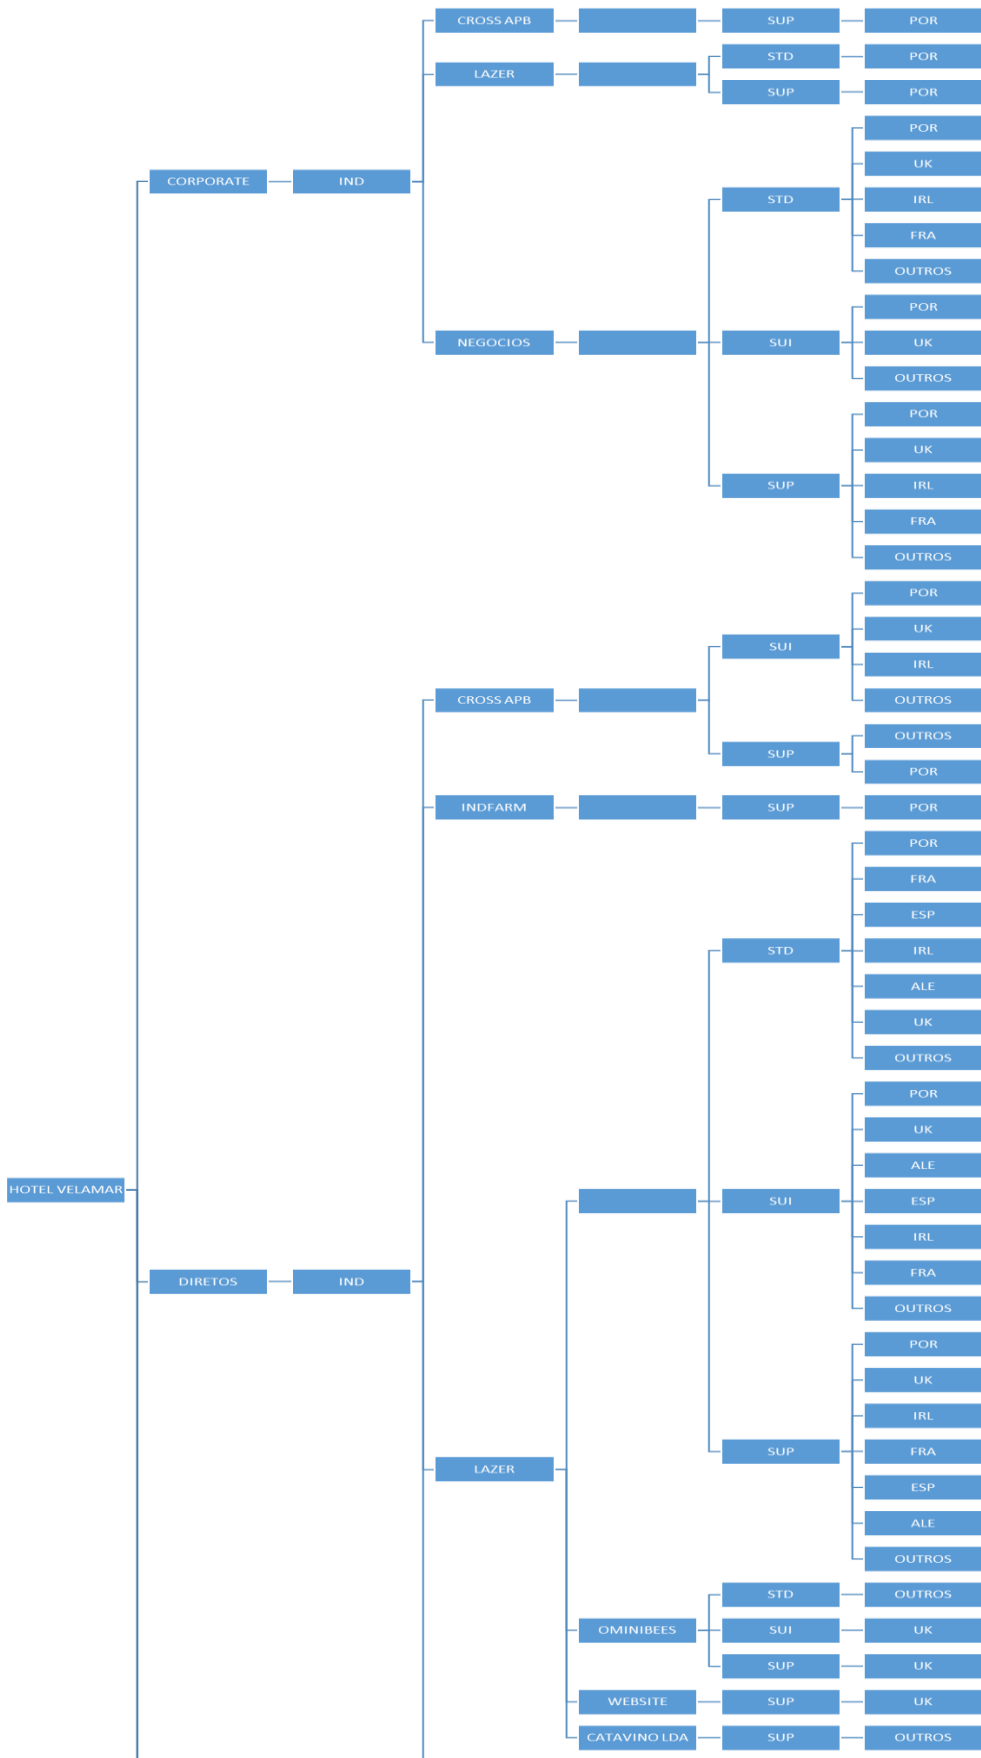 CROSS APB
SUP
POR
LAZER
STD
POR
SUP
POR
CORPORATE
IND
NEGOCIOS
STD
POR
UK
IRL
FRA
OUTROS
SUI
POR
UK
OUTROS
SUP
POR
UK
IRL
FRA
OUTROS
HOTEL VELAMAR
DIRETOS
IND
CROSS APB
SUI
POR
UK
IRL
OUTROS
SUP
OUTROS
POR
INDFARM
SUP
POR
LAZER
STD
POR
FRA
ESP
IRL
ALE
UK
OUTROS
SUI
POR
UK
ALE
ESP
IRL
FRA
OUTROS
SUP
POR
UK
IRL
FRA
ESP
ALE
OUTROS
OMINIBEES
STD
OUTROS
SUI
UK
SUP
UK
WEBSITE
SUP
UK
CATAVINO LDA
SUP
OUTROS